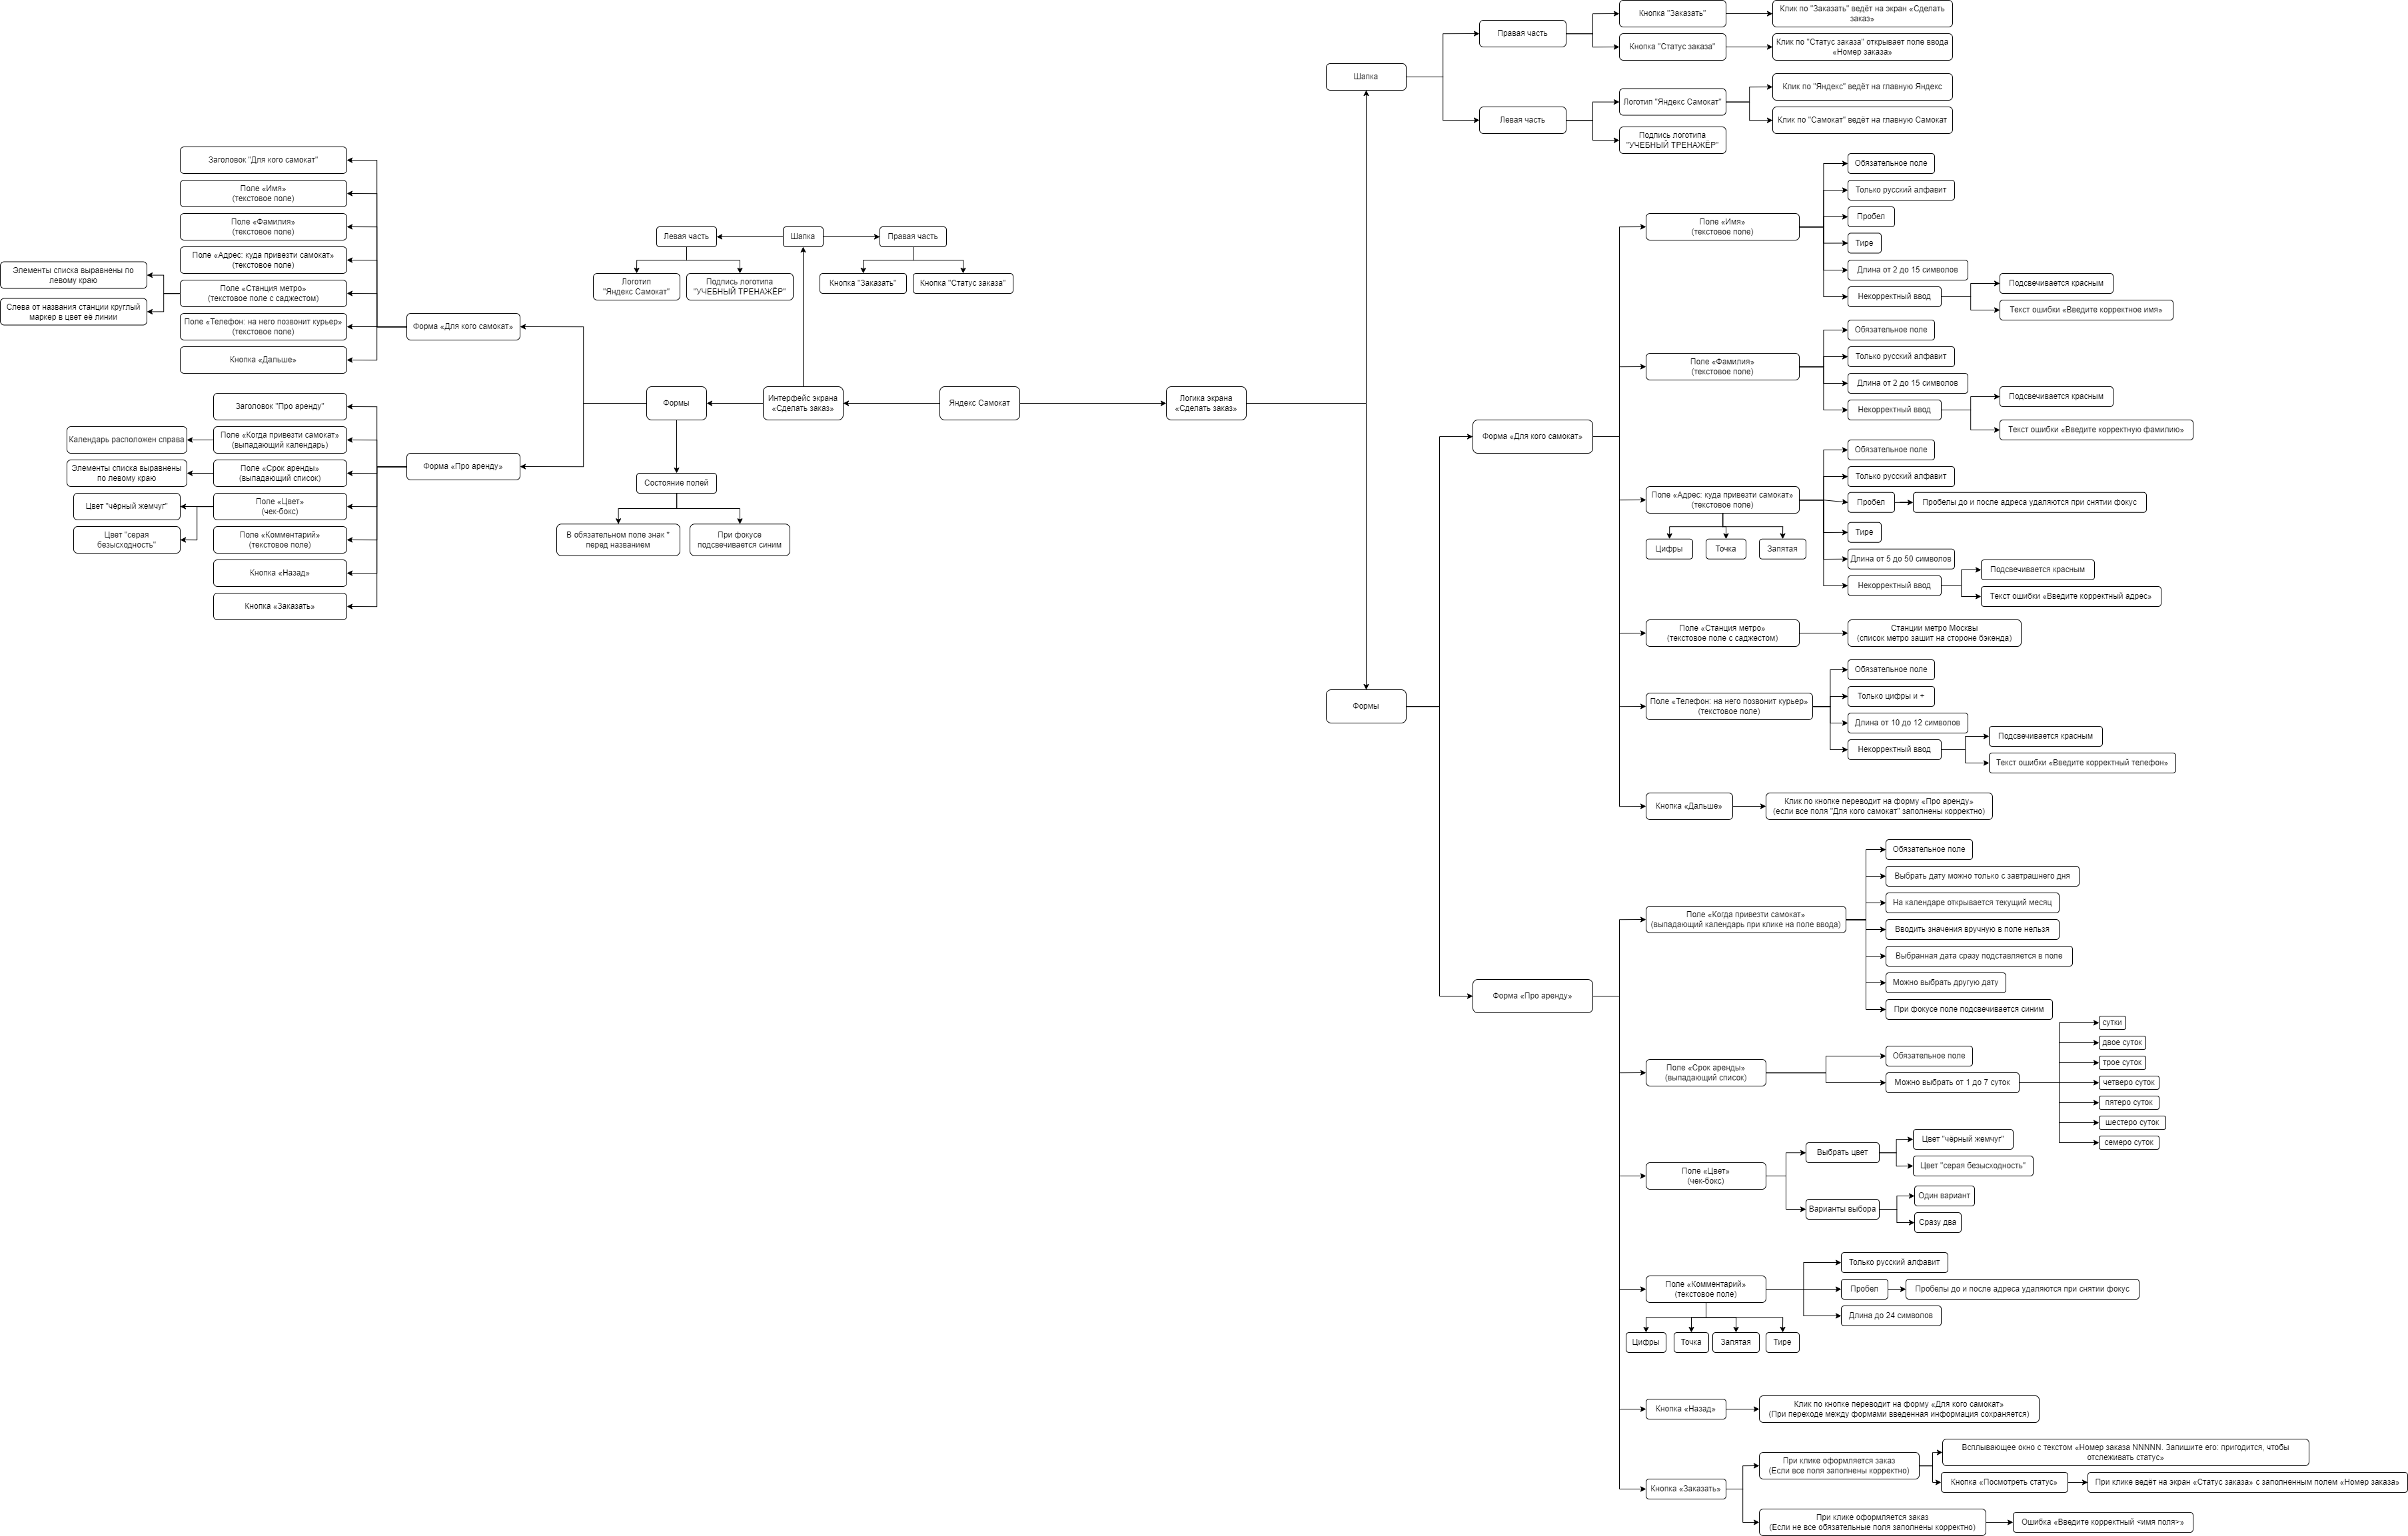 Яндекс Самокат
Интерфейс экрана
«Сделать заказ»
Шапка
Левая часть
Логотип
"Яндекс Самокат"
Подпись логотипа
"УЧЕБНЫЙ ТРЕНАЖЁР"
Правая часть
Кнопка "Заказать"
Кнопка "Статус заказа"
Формы
Состояние полей
В обязательном поле знак *
перед названием
При фокусе
подсвечивается синим
Форма «Для кого самокат»
Заголовок "Для кого самокат"
Поле «Имя»
(текстовое поле)
Поле «Фамилия»
(текстовое поле)
Поле «Адрес: куда привезти самокат»
(текстовое поле)
Поле «Станция метро»
(текстовое поле с саджестом)
Элементы списка выравнены по
левому краю
Слева от названия станции круглый
маркер в цвет её линии
Поле «Телефон: на него позвонит курьер»
(текстовое поле)
Кнопка «Дальше»
Форма «Про аренду»
Заголовок "Про аренду"
Поле «Когда привезти самокат»
(выпадающий календарь)
Календарь расположен справа
Поле «Срок аренды»
(выпадающий список)
Элементы списка выравнены
по левому краю
Поле «Цвет»
(чек-бокс)
Цвет "чёрный жемчуг"
Цвет "серая
безысходность"
Поле «Комментарий»
(текстовое поле)
Кнопка «Назад»
Кнопка «Заказать»
Логика экрана
«Сделать заказ»
Шапка
Правая часть
Кнопка "Заказать"
Клик по "Заказать" ведёт на экран «Сделать
заказ»
Кнопка "Статус заказа"
Клик по "Статус заказа" открывает поле ввода
«Номер заказа»
Левая часть
Логотип "Яндекс Самокат"
Клик по "Яндекс" ведёт на главную Яндекс
Клик по "Самокат" ведёт на главную Самокат
Подпись логотипа
"УЧЕБНЫЙ ТРЕНАЖЁР"
Формы
Форма «Для кого самокат»
Поле «Имя»
(текстовое поле)
Обязательное поле
Только русский алфавит
Пробел
Тире
Длина от 2 до 15 символов
Некорректный ввод
Подсвечивается красным
Текст ошибки «Введите корректное имя»
Поле «Фамилия»
(текстовое поле)
Обязательное поле
Только русский алфавит
Длина от 2 до 15 символов
Некорректный ввод
Подсвечивается красным
Текст ошибки «Введите корректную фамилию»
Поле «Адрес: куда привезти самокат»
(текстовое поле)
Цифры
Точка
Запятая
Обязательное поле
Только русский алфавит
Пробел
Пробелы до и после адреса удаляются при снятии фокус
Тире
Длина от 5 до 50 символов
Некорректный ввод
Подсвечивается красным
Текст ошибки «Введите корректный адрес»
Поле «Станция метро»
(текстовое поле с саджестом)
Станции метро Москвы
(список метро зашит на стороне бэкенда)
Поле «Телефон: на него позвонит курьер»
(текстовое поле)
Обязательное поле
Только цифры и +
Длина от 10 до 12 символов
Некорректный ввод
Подсвечивается красным
Текст ошибки «Введите корректный телефон»
Кнопка «Дальше»
Клик по кнопке переводит на форму «Про аренду»
(если все поля "Для кого самокат" заполнены корректно)
Форма «Про аренду»
Поле «Когда привезти самокат»
(выпадающий календарь при клике на поле ввода)
Обязательное поле
Выбрать дату можно только с завтрашнего дня
На календаре открывается текущий месяц
Вводить значения вручную в поле нельзя
Выбранная дата сразу подставляется в поле
Можно выбрать другую дату
При фокусе поле подсвечивается синим
Поле «Срок аренды»
(выпадающий список)
Обязательное поле
Можно выбрать от 1 до 7 суток
сутки
двое суток
трое суток
четверо суток
пятеро суток
шестеро суток
семеро суток
Поле «Цвет»
(чек-бокс)
Выбрать цвет
Цвет "чёрный жемчуг"
Цвет "серая безысходность"
Варианты выбора
Один вариант
Сразу два
Поле «Комментарий»
(текстовое поле)
Цифры
Точка
Запятая
Тире
Только русский алфавит
Пробел
Пробелы до и после адреса удаляются при снятии фокус
Длина до 24 символов
Кнопка «Назад»
Клик по кнопке переводит на форму «Для кого самокат»
(При переходе между формами введенная информация сохраняется)
Кнопка «Заказать»
При клике оформляется заказ
(Если все поля заполнены корректно)
Всплывающее окно с текстом «Номер заказа NNNNN. Запишите его: пригодится, чтобы
отслеживать статус»
Кнопка «Посмотреть статус»
При клике ведёт на экран «Статус заказа» с заполненным полем «Номер заказа»
При клике оформляется заказ
(Если не все обязательные поля заполнены корректно)
Ошибка «Введите корректный <имя поля>»